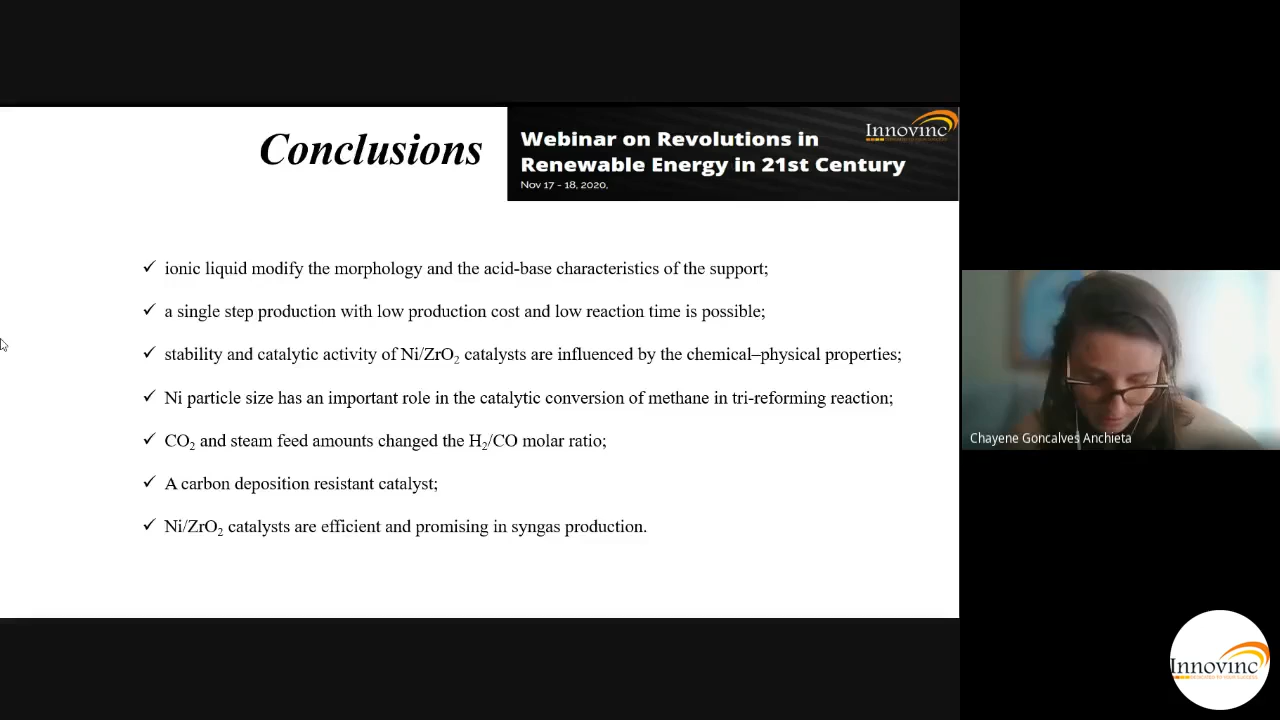 Conclusions
Webinar on Revolutions in
Renewable Energy in 21st Century
Nov 17 - 18, 2020,
Innovinc
✓ ionic liquid modify the morphology and the acid-base characteristics of the support;
✓ a single step production with low production cost and low reaction time is possible;
✓ stability and catalytic activity of Ni/ZrO₂ catalysts are influenced by the chemical–physical properties;
✓ Ni particle size has an important role in the catalytic conversion of methane in tri-reforming reaction;
✓ CO₂ and steam feed amounts changed the H₂/CO molar ratio;
✓ A carbon deposition resistant catalyst;
✓ Ni/ZrO₂ catalysts are efficient and promising in syngas production.
Chayene Goncalves Anchieta
Innovinc